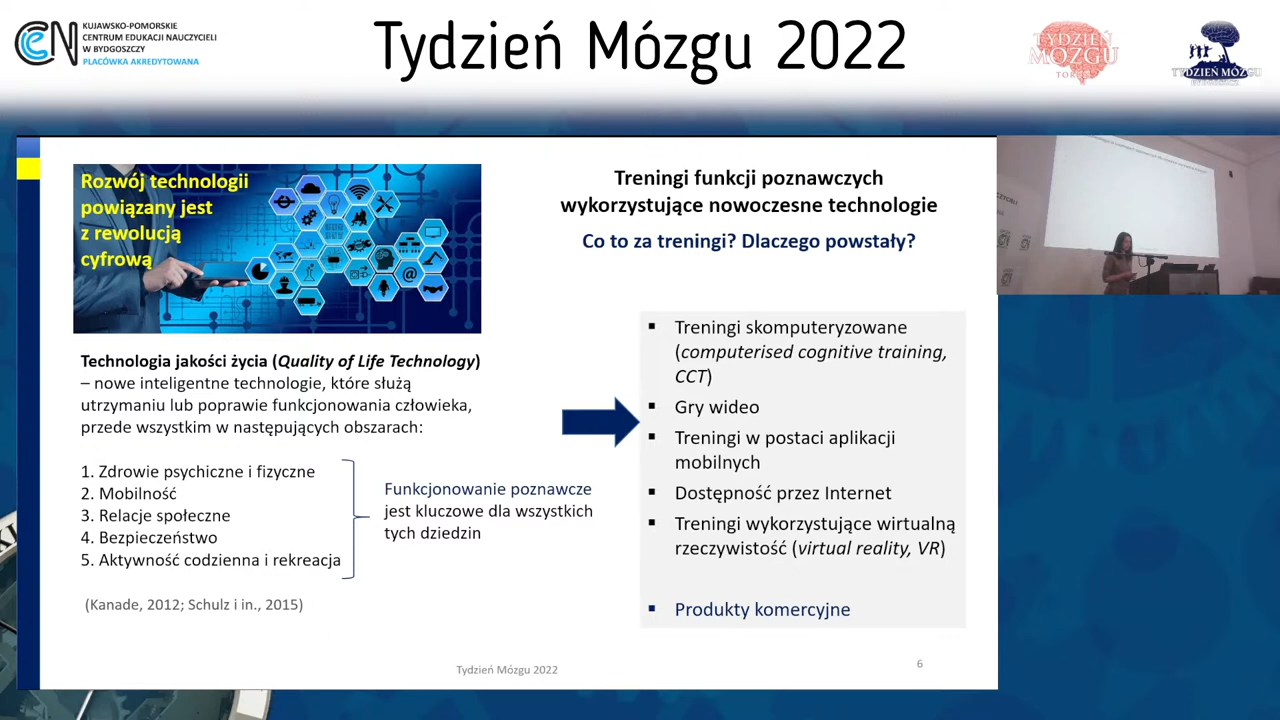 KUJAWSKO-POMORSKIE
CENTRUM EDUKACJI NAUCZYCIELI
W BYDGOSZCZY
PLACÓWKA AKREDYTOWANA
Tydzień Mózgu 2022
TYDZIEŃ
MÓZGU
TORUŃ
TYDZIEŃ MÓZGU
BYDGOSZCZ
Rozwój technologii
powiązany jest
z rewolucją
cyfrową
Technologia jakości życia (Quality of Life Technology)
– nowe inteligentne technologie, które służą
utrzymaniu lub poprawie funkcjonowania człowieka,
przede wszystkim w następujących obszarach:
1. Zdrowie psychiczne i fizyczne
2. Mobilność
3. Relacje społeczne
4. Bezpieczeństwo
5. Aktywność codzienna i rekreacja
Funkcjonowanie poznawcze
jest kluczowe dla wszystkich
tych dziedzin
(Kanade, 2012; Schulz i in., 2015)
Treningi funkcji poznawczych
wykorzystujące nowoczesne technologie
Co to za treningi? Dlaczego powstały?
▪ Treningi skomputeryzowane
(computerised cognitive training,
CCT)
▪ Gry wideo
▪ Treningi w postaci aplikacji
mobilnych
▪ Dostępność przez Internet
▪ Treningi wykorzystujące wirtualną
rzeczywistość (virtual reality, VR)
▪ Produkty komercyjne
Tydzień Mózgu 2022
6